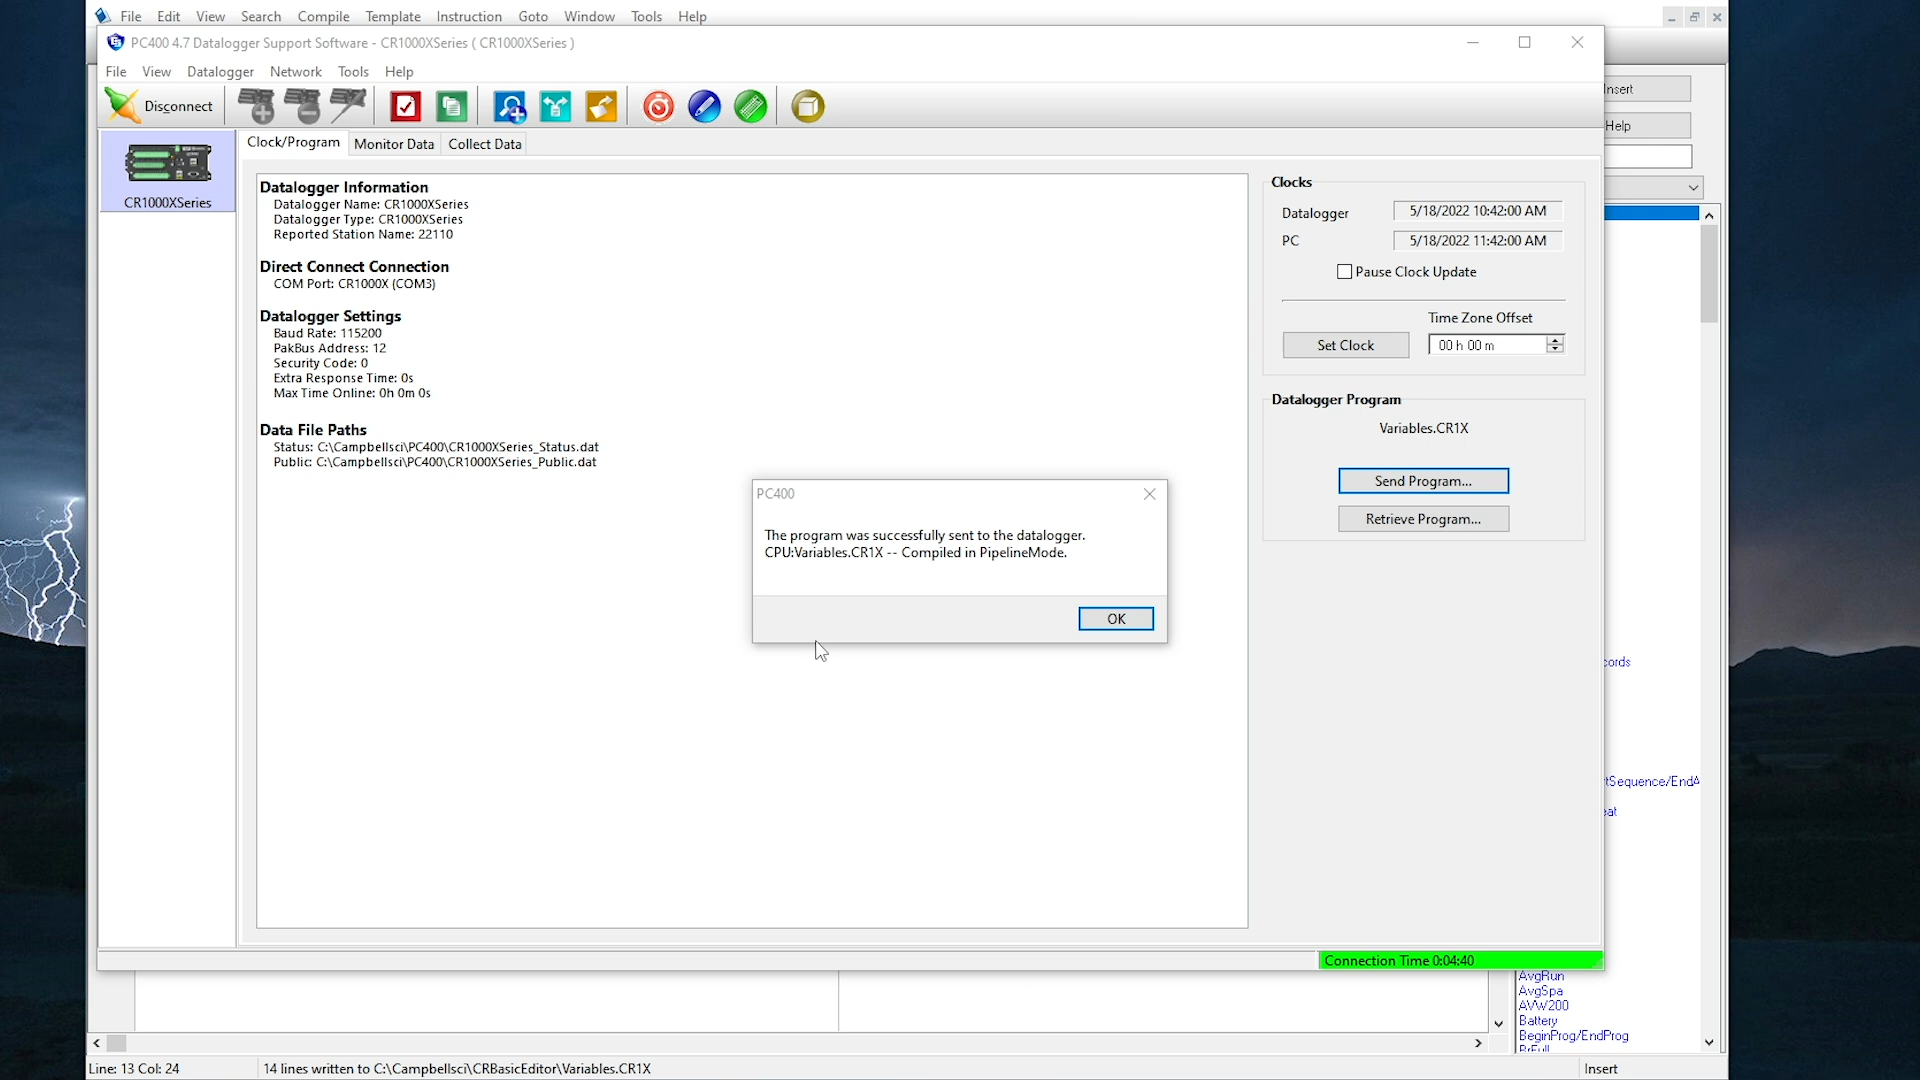 File Edit View Search Compile Template Instruction Goto Window Tools Help
PC400 4.7 Datalogger Support Software - CR1000XSeries ( CR1000XSeries )
File View Datalogger Network Tools Help
Disconnect
Insert
Help
CR1000XSeries
Clock/Program Monitor Data Collect Data
Datalogger Information
Datalogger Name: CR1000XSeries
Datalogger Type: CR1000XSeries
Reported Station Name: 22110
Direct Connect Connection
COM Port: CR1000X (COM3)
Datalogger Settings
Baud Rate: 115200
PakBus Address: 12
Security Code: 0
Extra Response Time: 0s
Max Time Online: 0h 0m 0s
Data File Paths
Status: C:\Campbellsci\PC400\CR1000XSeries_Status.dat
Public: C:\Campbellsci\PC400\CR1000XSeries_Public.dat
Clocks
Datalogger 5/18/2022 10:42:00 AM
PC 5/18/2022 11:42:00 AM
Pause Clock Update
Time Zone Offset
Set Clock 00 h 00 m
Datalogger Program
Variables.CR1X
Send Program...
Retrieve Program...
PC400
The program was successfully sent to the datalogger.
CPU:Variables.CR1X -- Compiled in PipelineMode.
OK
cords
tSequence/EndA
eat
Connection Time 0:04:40
AvgRun
AvgSpa
AVW200
Battery
BeginProg/EndProg
BrFull
Line: 13 Col: 24 14 lines written to C:\Campbellsci\CRBasicEditor\Variables.CR1X Insert